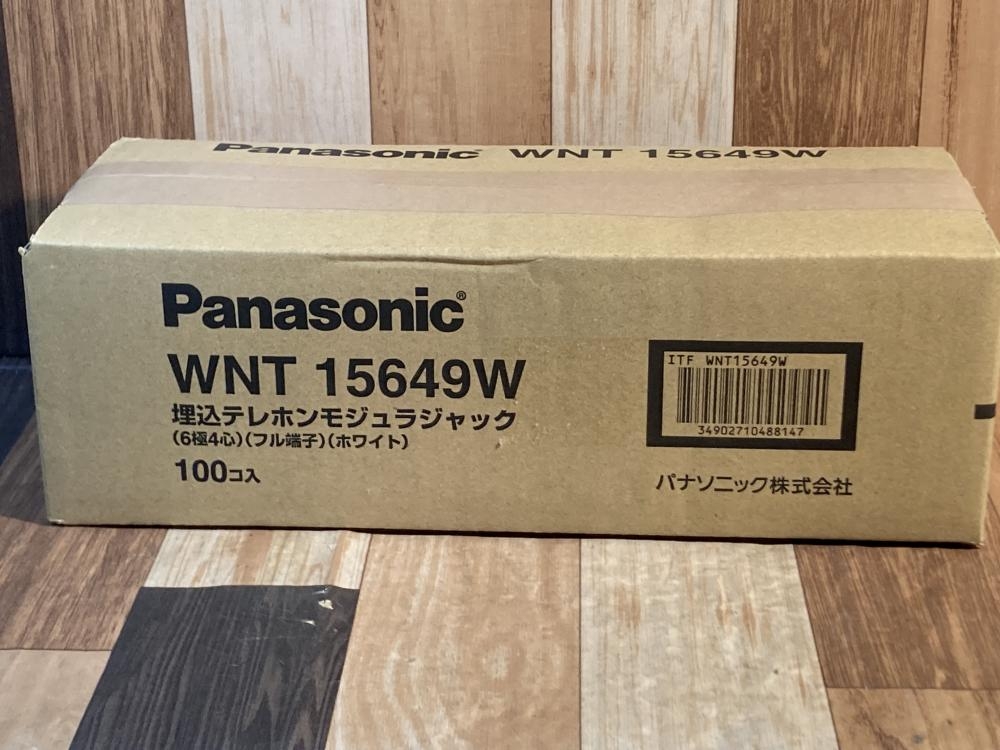 Panasonic WNT 15649W
Panasonic®
WNT 15649W
埋込テレホンモジュラジャック
(6極4心)(フル端子)(ホワイト)
100コ入
ITF WNT15649W
34902710488147
パナソニック株式会社